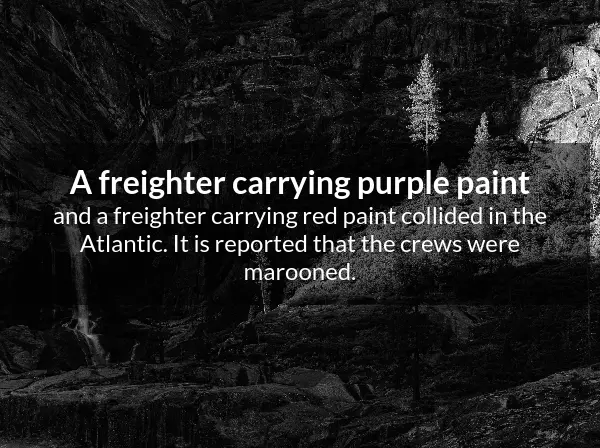 A freighter carrying purple paint
and a freighter carrying red paint collided in the
Atlantic. It is reported that the crews were
marooned.